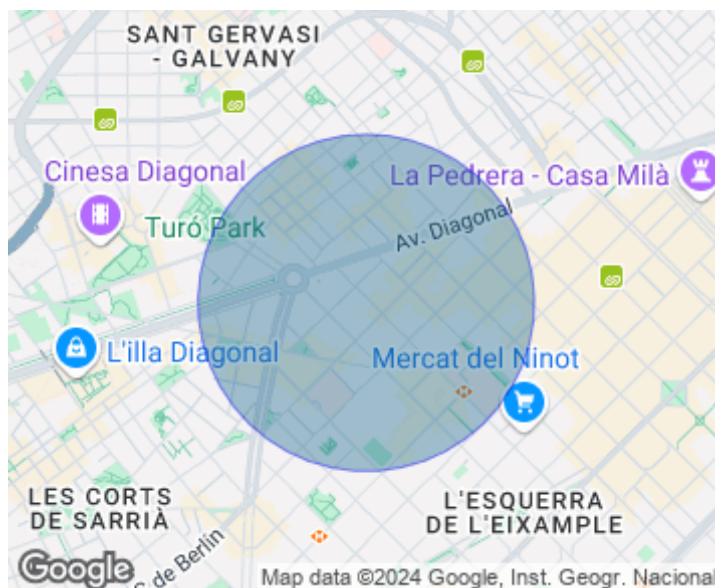 SANT GERVASI
- GALVANY
Cinesa Diagonal
La Pedrera - Casa Milà
Turó Park
Av. Diagonal
L'illa Diagonal
Mercat del Ninot
LES CORTS
DE SARRIÀ
L'ESQUERRA
DE L'EIXAMPLE
C. de Berlín
Google
Map data ©2024 Google, Inst. Geogr. Nacional